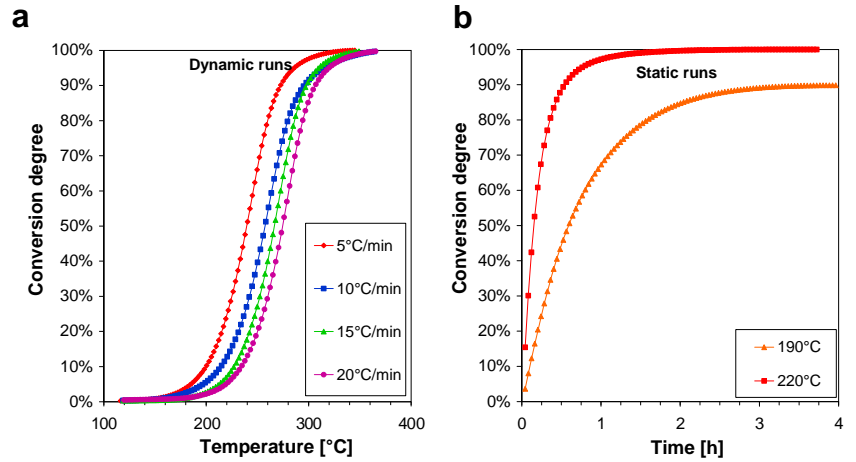 a
Dynamic runs
100%
90%
80%
70%
60%
50%
40%
30%
20%
10%
0%
Conversion degree
5°C/min
10°C/min
15°C/min
20°C/min
100
200
300
400
Temperature [°C]
b
Static runs
100%
90%
80%
70%
60%
50%
40%
30%
20%
10%
0%
Conversion degree
190°C
220°C
0
1
2
3
4
Time [h]